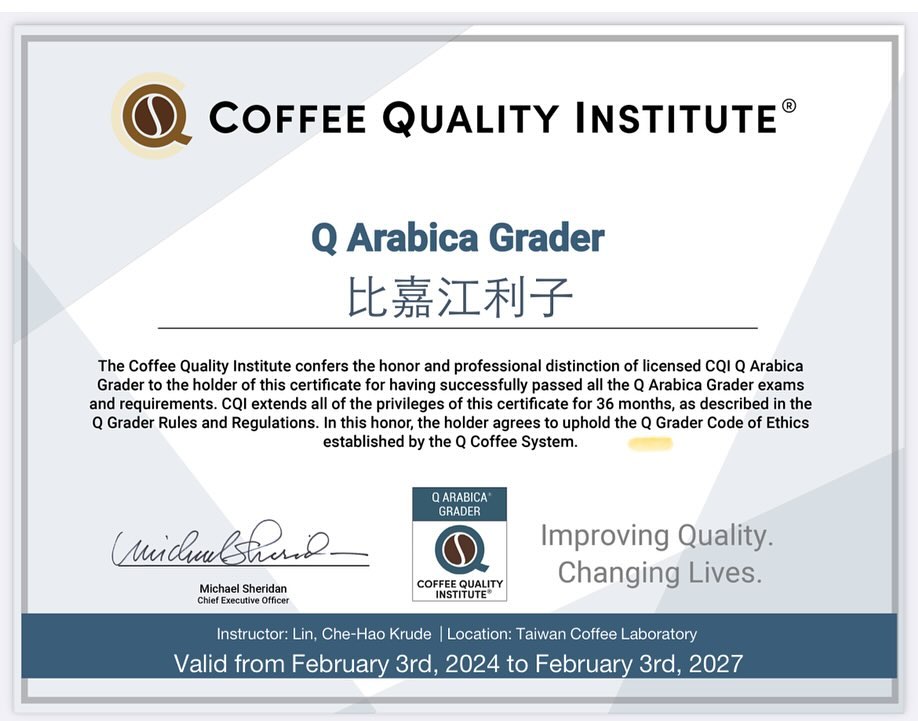 COFFEE QUALITY INSTITUTE®
Q Arabica Grader
比嘉江利子
The Coffee Quality Institute confers the honor and professional distinction of licensed CQI Q Arabica
Grader to the holder of this certificate for having successfully passed all the Q Arabica Grader exams
and requirements. CQI extends all of the privileges of this certificate for 36 months, as described in the
Q Grader Rules and Regulations. In this honor, the holder agrees to uphold the Q Grader Code of Ethics
established by the Q Coffee System.
Michael Sheridan
Michael Sheridan
Chief Executive Officer
Q ARABICA®
GRADER
COFFEE QUALITY
INSTITUTE®
Improving Quality.
Changing Lives.
Instructor: Lin, Che-Hao Krude | Location: Taiwan Coffee Laboratory
Valid from February 3rd, 2024 to February 3rd, 2027